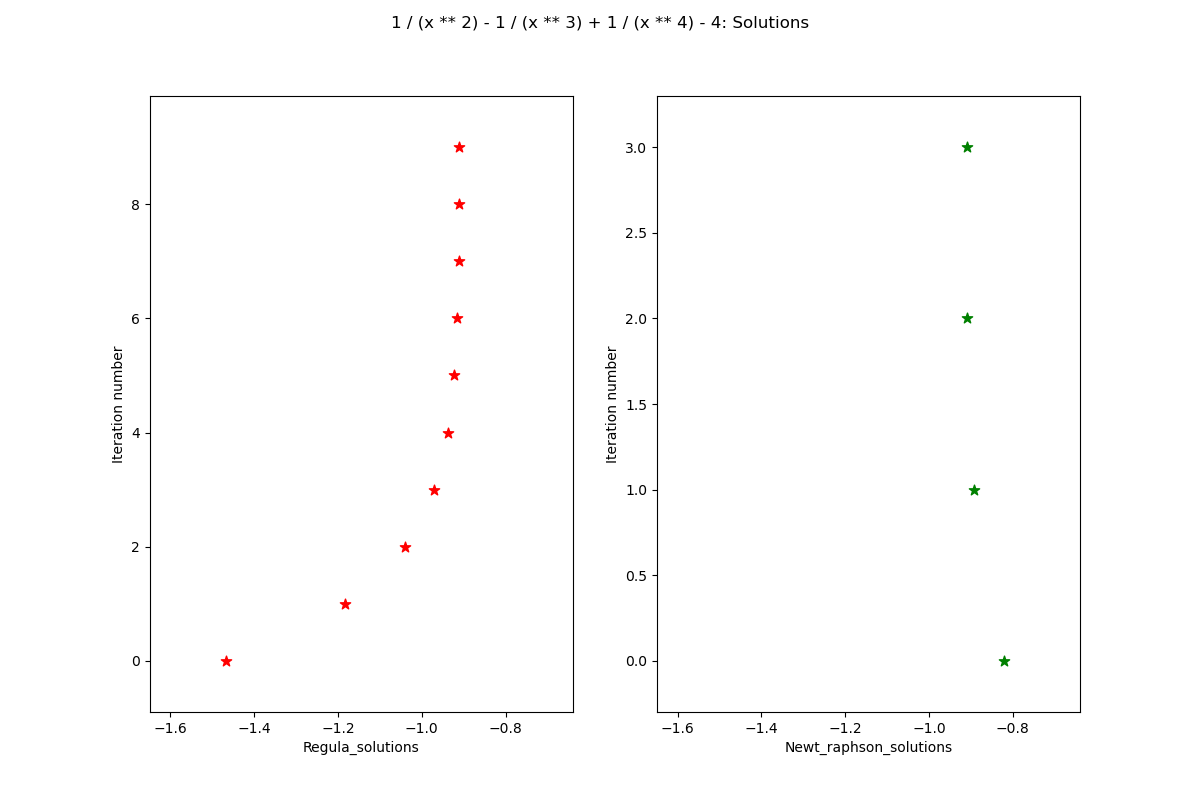 1 / (x ** 2) - 1 / (x ** 3) + 1 / (x ** 4) - 4: Solutions
8
6
4
2
0
Iteration number
−1.6 −1.4 −1.2 −1.0 −0.8
Regula_solutions
3.0
2.5
2.0
1.5
1.0
0.5
0.0
Iteration number
−1.6 −1.4 −1.2 −1.0 −0.8
Newt_raphson_solutions